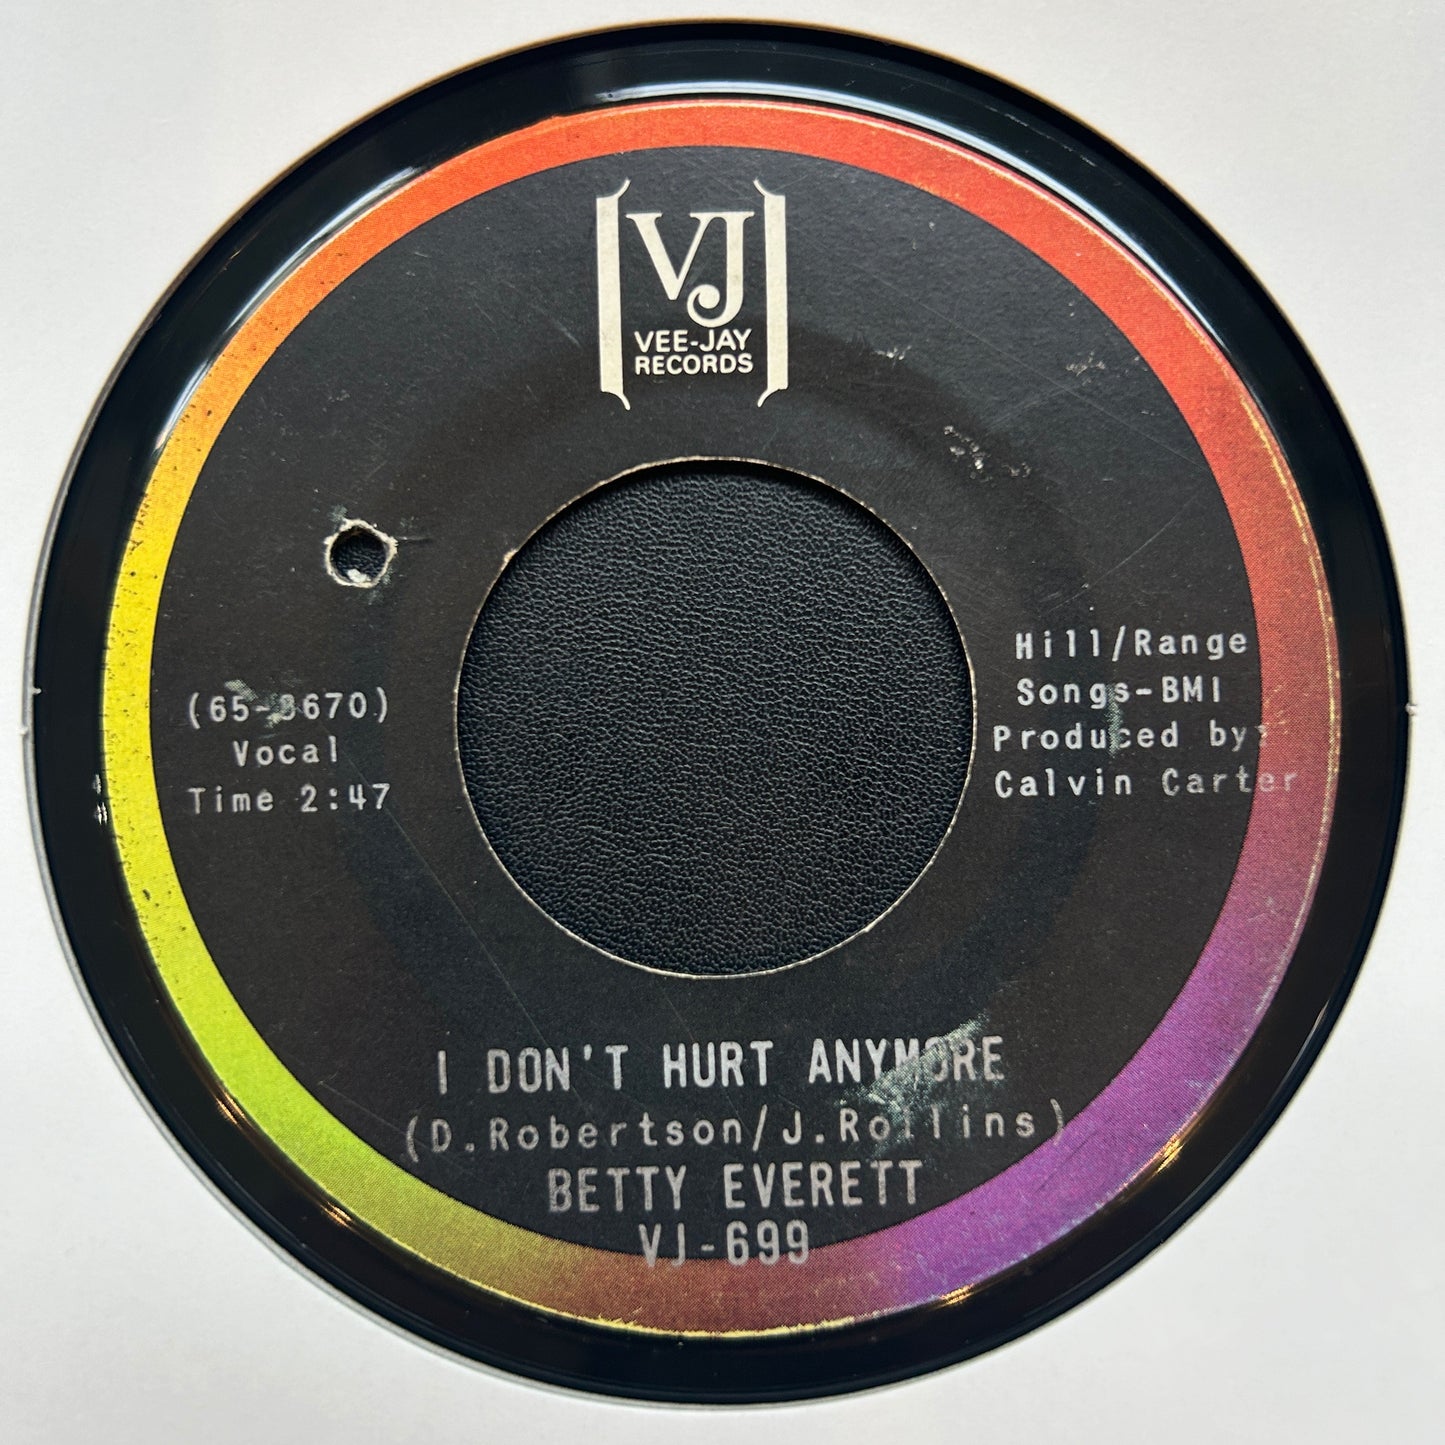 VJ
VEE-JAY
RECORDS
(65-3670)
Vocal
Time 2:47
Hill/Range
Songs-BMI
Produced by:
Calvin Carter
I DON'T HURT ANYMORE
(D.Robertson/J.Rollins)
BETTY EVERETT
VJ-699